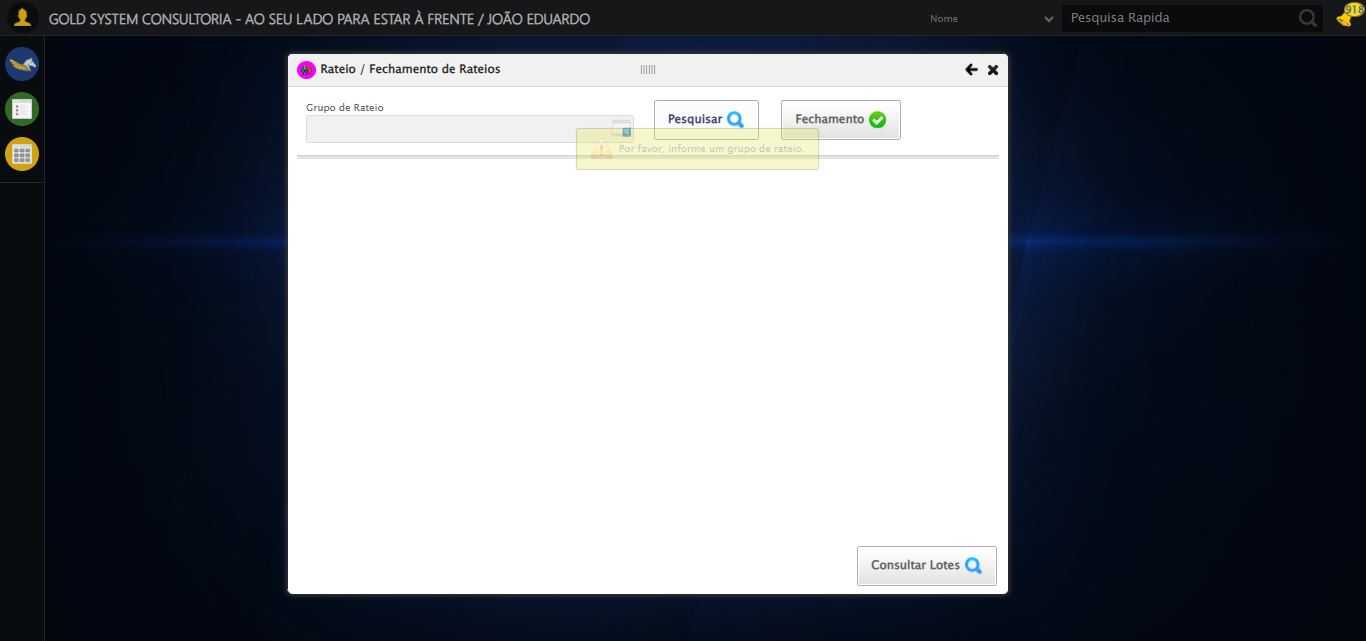 GOLD SYSTEM CONSULTORIA - AO SEU LADO PARA ESTAR À FRENTE / JOÃO EDUARDO
Nome
Pesquisa Rapida
918
Rateio / Fechamento de Rateios
Grupo de Rateio
Pesquisar
Fechamento
Por favor, informe um grupo de rateio.
Consultar Lotes